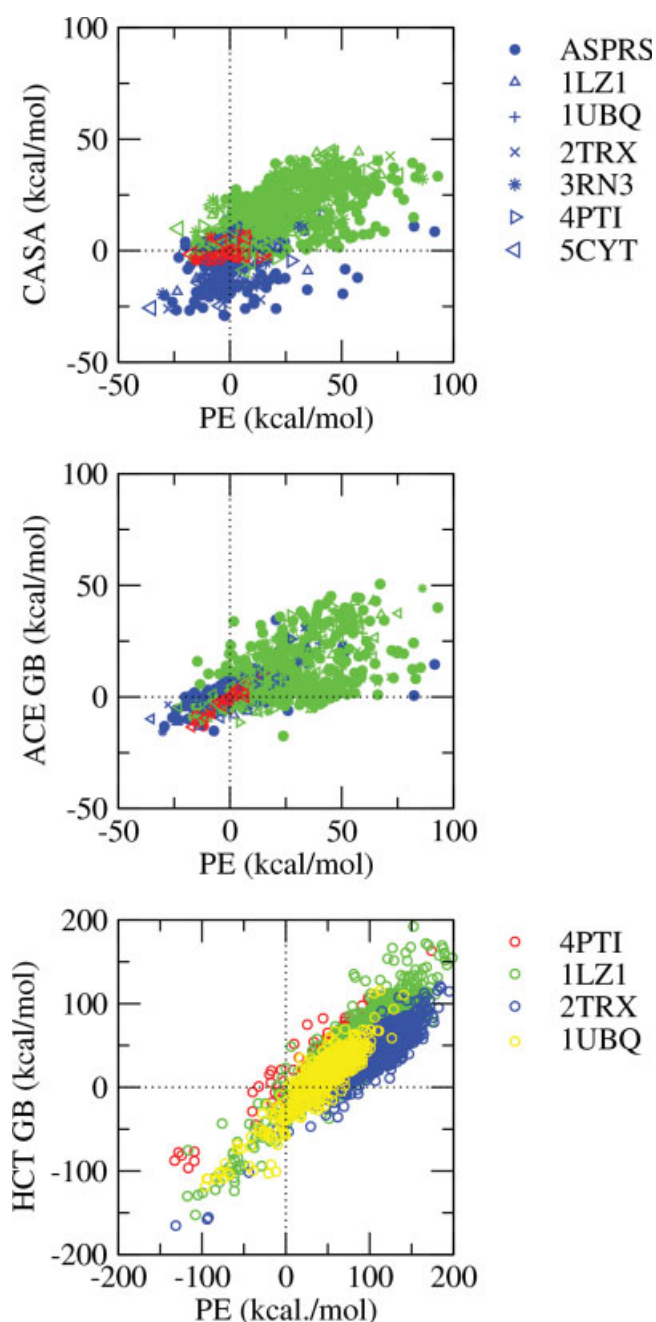 100
50
0
-50
CASA (kcal/mol)
-50 0 50 100
PE (kcal/mol)
ASPRS
1LZ1
1UBQ
2TRX
3RN3
4PTI
5CYT
100
50
0
-50
ACE GB (kcal/mol)
-50 0 50 100
PE (kcal/mol)
200
100
0
-100
-200
HCT GB (kcal/mol)
-200 -100 0 100 200
PE (kcal./mol)
4PTI
1LZ1
2TRX
1UBQ